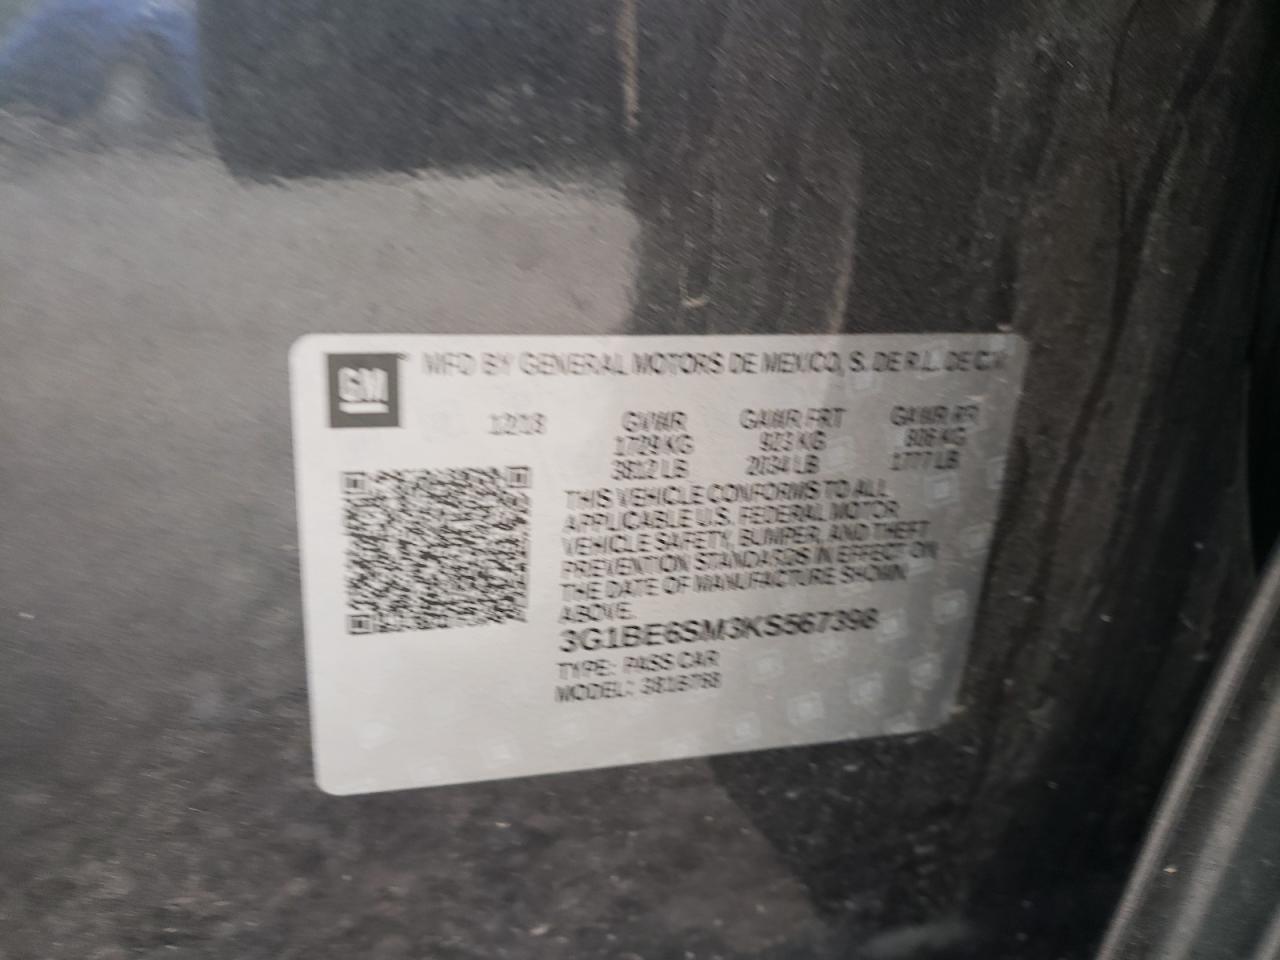 GM
MFD BY GENERAL MOTORS DE MEXICO, S. DE R.L. DE C.V.
12/18 GVWR GAWR FRT GAWR RR
1729 KG 923 KG 806 KG
3812 LB 2034 LB 1777 LB
THIS VEHICLE CONFORMS TO ALL
APPLICABLE U.S. FEDERAL MOTOR
VEHICLE SAFETY, BUMPER, AND THEFT
PREVENTION STANDARDS IN EFFECT ON
THE DATE OF MANUFACTURE SHOWN
ABOVE.
3G1BE6SM3KS567398
TYPE: PASS CAR
MODEL: